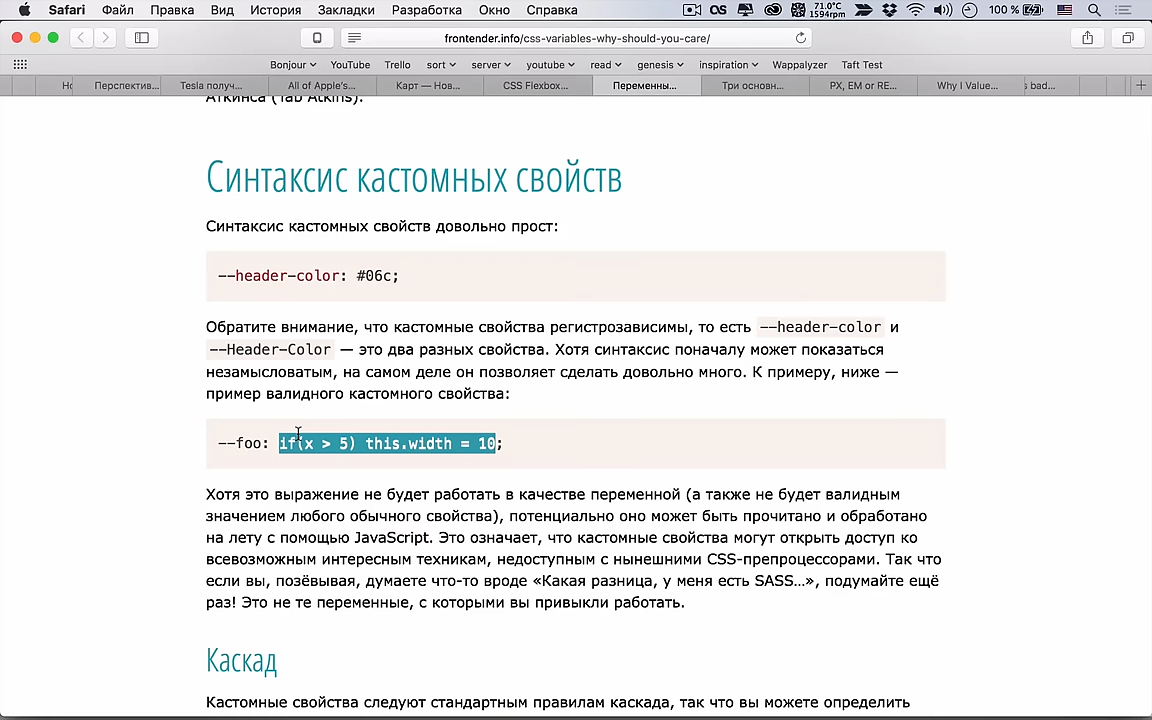 Safari Файл Правка Вид История Закладки Разработка Окно Справка 71.0°C 1594rpm 100 %
frontender.info/css-variables-why-should-you-care/
Bonjour YouTube Trello sort server youtube read genesis inspiration Wappalyzer Taft Test
Перспектив... Tesla получ... All of Apple's... Карт — Нов... CSS Flexbox... Переменны... Три основн... PX, EM or RE... Why I Value... bad...
Аткинса (Tab Atkins).
Синтаксис кастомных свойств
Синтаксис кастомных свойств довольно прост:
--header-color: #06c;
Обратите внимание, что кастомные свойства регистрозависимы, то есть --header-color и
--Header-Color — это два разных свойства. Хотя синтаксис поначалу может показаться
незамысловатым, на самом деле он позволяет сделать довольно много. К примеру, ниже —
пример валидного кастомного свойства:
--foo: if(x > 5) this.width = 10;
Хотя это выражение не будет работать в качестве переменной (а также не будет валидным
значением любого обычного свойства), потенциально оно может быть прочитано и обработано
на лету с помощью JavaScript. Это означает, что кастомные свойства могут открыть доступ ко
всевозможным интересным техникам, недоступным с нынешними CSS-препроцессорами. Так что
если вы, позёвывая, думаете что-то вроде «Какая разница, у меня есть SASS...», подумайте ещё
раз! Это не те переменные, с которыми вы привыкли работать.
Каскад
Кастомные свойства следуют стандартным правилам каскада, так что вы можете определить